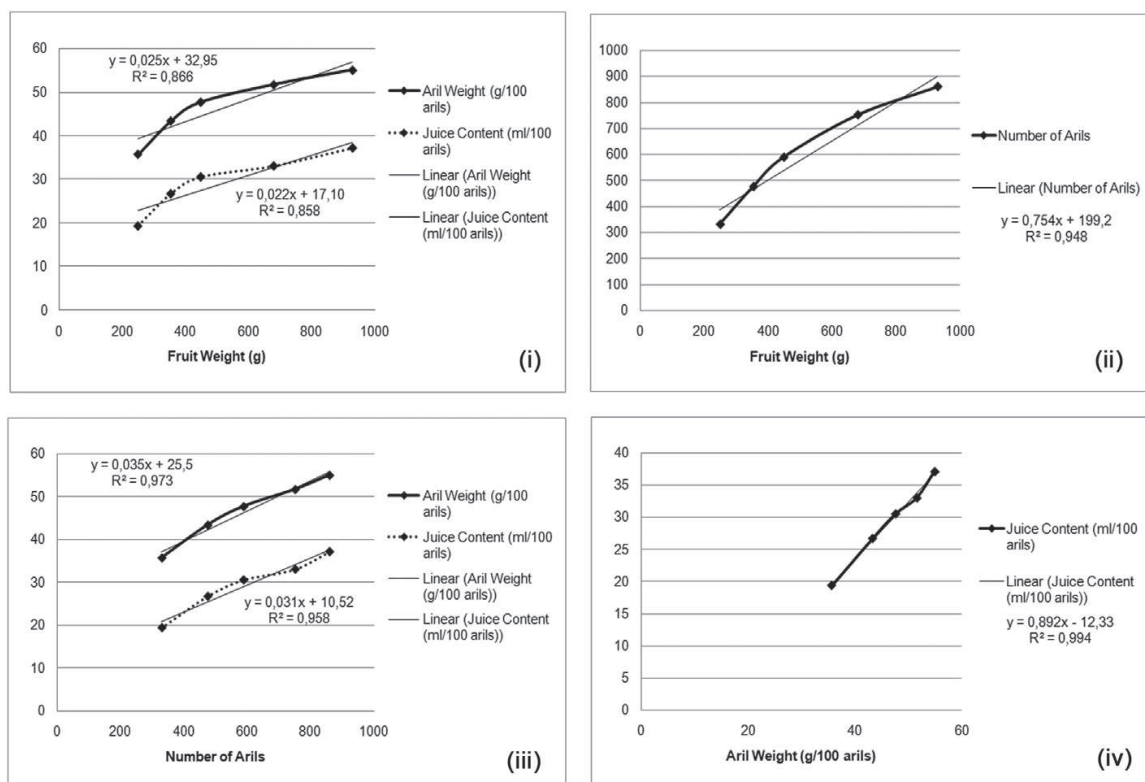 60
50
40
30
20
10
0
0
200
400
600
800
1000
y = 0,025x + 32,95
R² = 0,866
y = 0,022x + 17,10
R² = 0,858
Aril Weight (g/100
arils)
Juice Content (ml/100
arils)
Linear (Aril Weight
(g/100 arils))
Linear (Juice Content
(ml/100 arils))
Fruit Weight (g)
(i)
1000
900
800
700
600
500
400
300
200
100
0
0
200
400
600
800
1000
Number of Arils
Linear (Number of Arils)
y = 0,754x + 199,2
R² = 0,948
Fruit Weight (g)
(ii)
60
50
40
30
20
10
0
0
200
400
600
800
1000
y = 0,035x + 25,5
R² = 0,973
y = 0,031x + 10,52
R² = 0,958
Aril Weight (g/100
arils)
Juice Content (ml/100
arils)
Linear (Aril Weight
(g/100 arils))
Linear (Juice Content
(ml/100 arils))
Number of Arils
(iii)
40
35
30
25
20
15
10
5
0
0
20
40
60
Juice Content (ml/100
arils)
Linear (Juice Content
(ml/100 arils))
y = 0,892x - 12,33
R² = 0,994
Aril Weight (g/100 arils)
(iv)